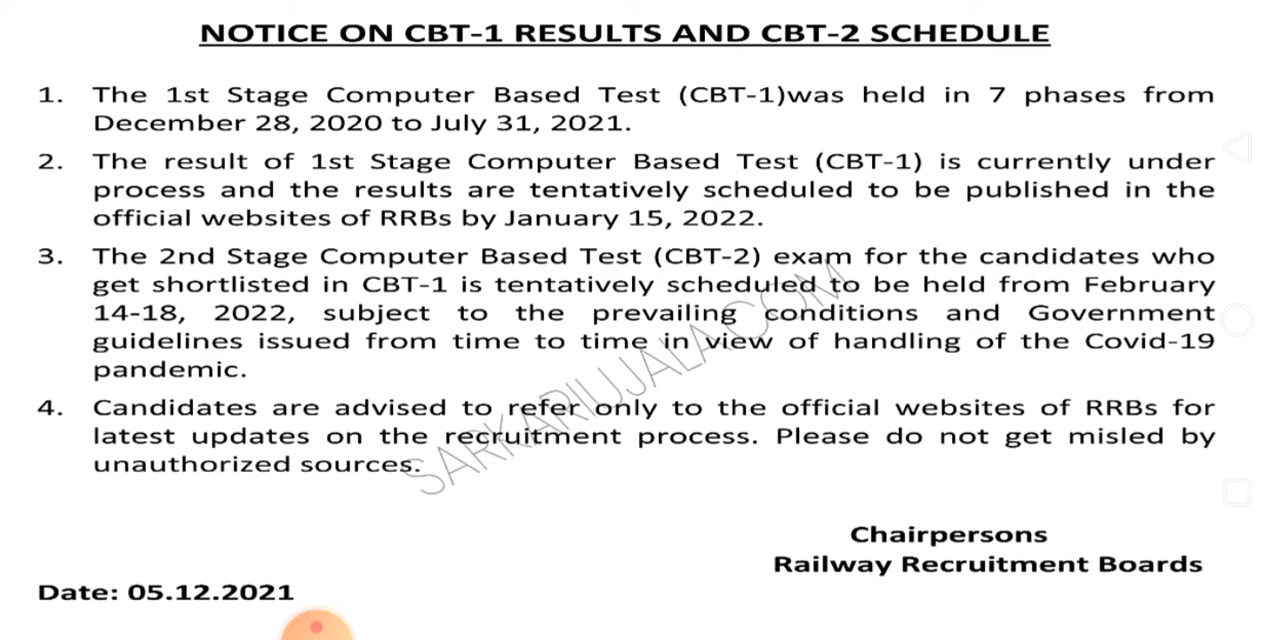 NOTICE ON CBT-1 RESULTS AND CBT-2 SCHEDULE
1. The 1st Stage Computer Based Test (CBT-1)was held in 7 phases from
December 28, 2020 to July 31, 2021.
2. The result of 1st Stage Computer Based Test (CBT-1) is currently under
process and the results are tentatively scheduled to be published in the
official websites of RRBs by January 15, 2022.
3. The 2nd Stage Computer Based Test (CBT-2) exam for the candidates who
get shortlisted in CBT-1 is tentatively scheduled to be held from February
14-18, 2022, subject to the prevailing conditions and Government
guidelines issued from time to time in view of handling of the Covid-19
pandemic.
4. Candidates are advised to refer only to the official websites of RRBs for
latest updates on the recruitment process. Please do not get misled by
unauthorized sources.
SARKARIUJALA.COM
Chairpersons
Railway Recruitment Boards
Date: 05.12.2021